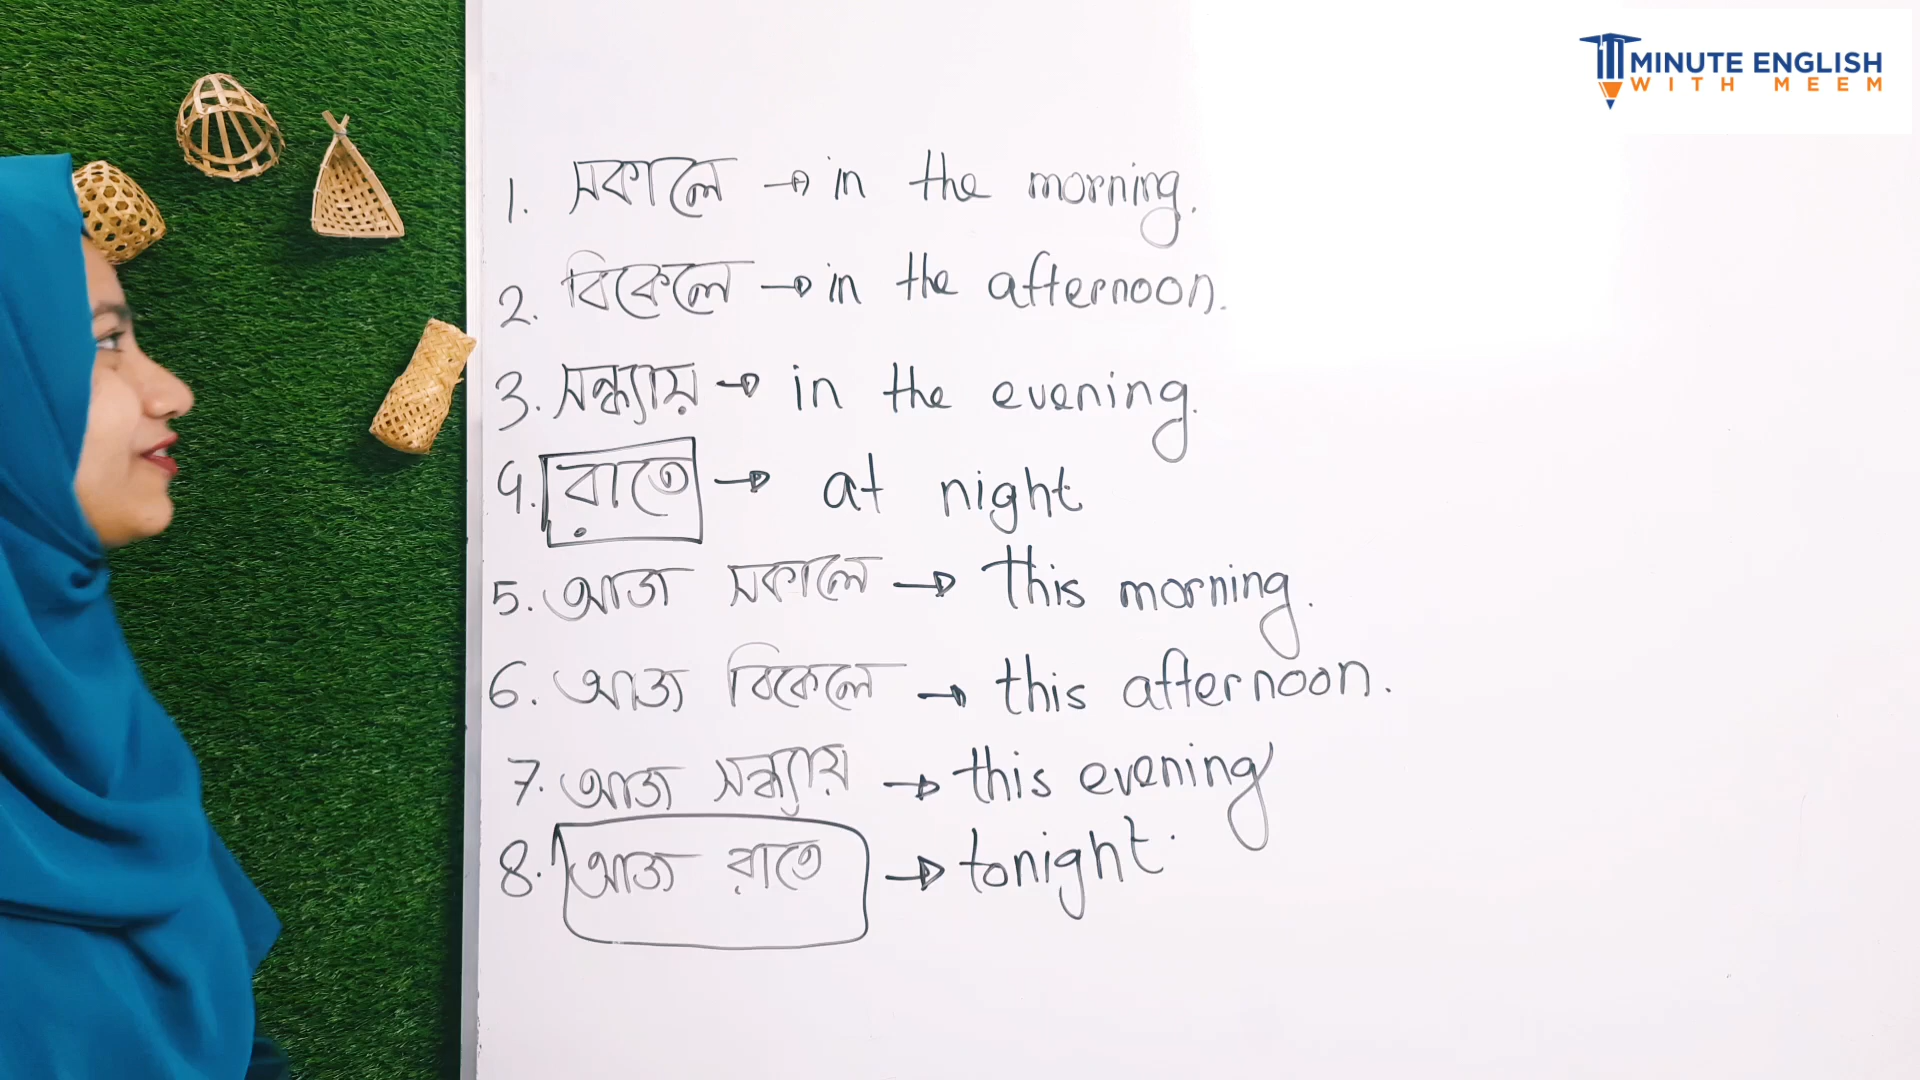 MINUTE ENGLISH
WITH MEEM
1. সকালে → in the morning.
2. বিকেলে → in the afternoon.
3. সন্ধ্যায় → in the evening.
4. রাতে → at night
5. আজ সকালে → this morning.
6. আজ বিকেলে → this afternoon.
7. আজ সন্ধ্যায় → this evening
8. আজ রাতে → tonight.